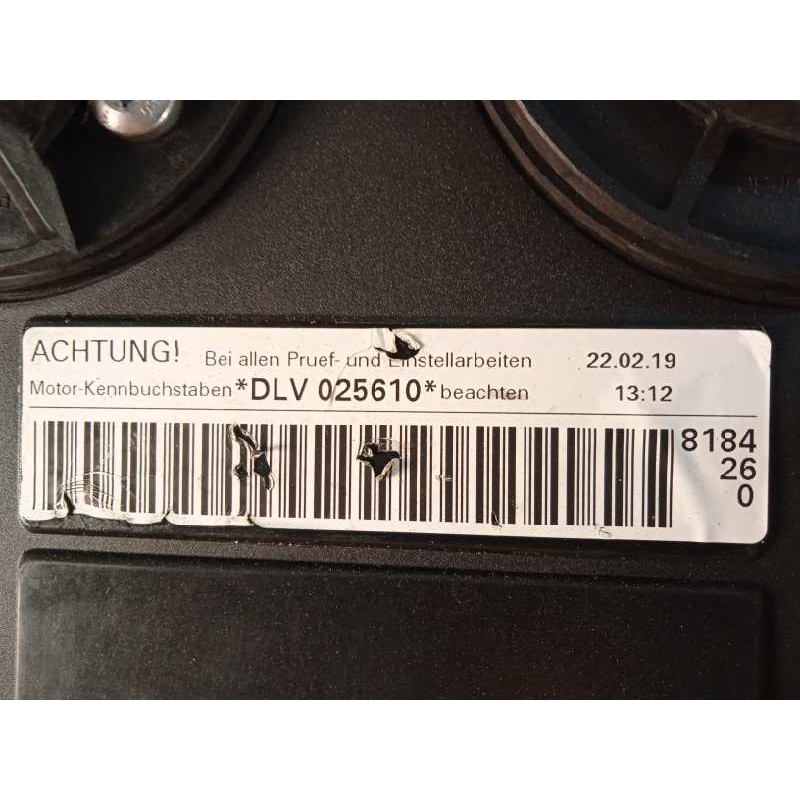 ACHTUNG! Bei allen Pruef- und Einstellarbeiten 22.02.19
Motor-Kennbuchstaben *DLV 025610* beachten 13:12
8184
26
0